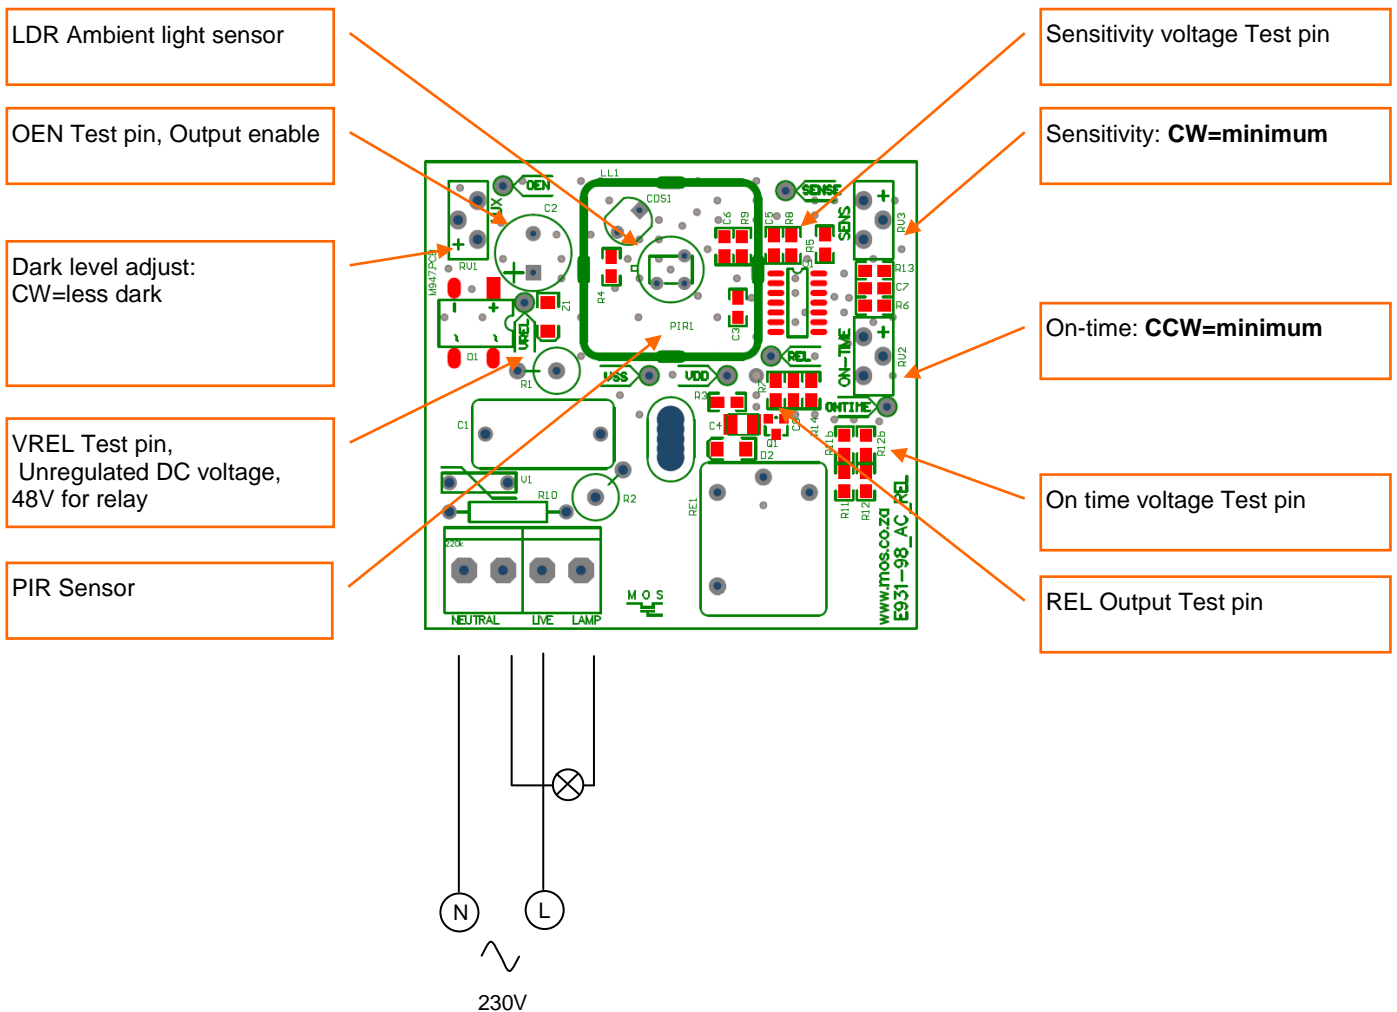 LDR Ambient light sensor
OEN Test pin, Output enable
Dark level adjust:
CW=less dark
VREL Test pin,
Unregulated DC voltage,
48V for relay
PIR Sensor
Sensitivity voltage Test pin
Sensitivity: CW=minimum
On-time: CCW=minimum
On time voltage Test pin
REL Output Test pin
LL1
OEN
CDS1
SENSE
LUX
C2
C6
R9
C5
R8
R5
SENS
RV3
RV1
M947PCB
R4
Z1
R13
C7
R6
VREL
D1
PIR1
C3
REL
ON-TIME
RV2
R1
VSS
VDD
R3
R7
R14
ONTIME
C1
C4
Q1
D2
R11b
R12b
V1
R10
R2
RE1
R11
R12
220k
NEUTRAL
LIVE
LAMP
M O S
www.mos.co.za
E931-98_AC_REL
N
L
230V